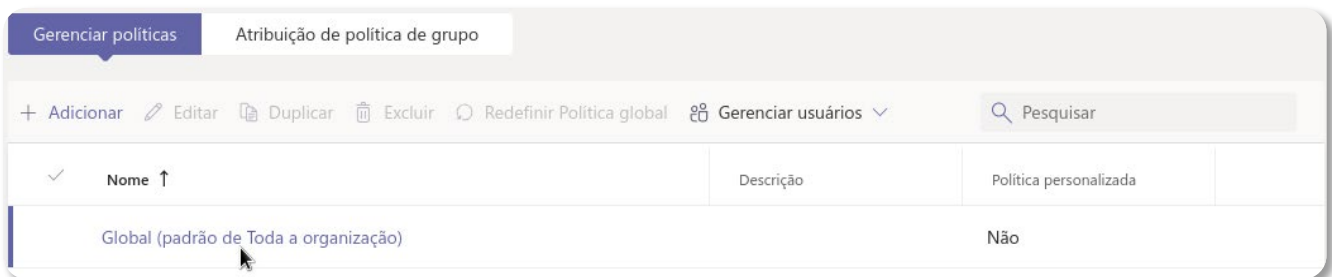 Gerenciar políticas Atribuição de política de grupo
Adicionar Editar Duplicar Excluir Redefinir Política global Gerenciar usuários Pesquisar
Nome ↑ Descrição Política personalizada
Global (padrão de Toda a organização) Não